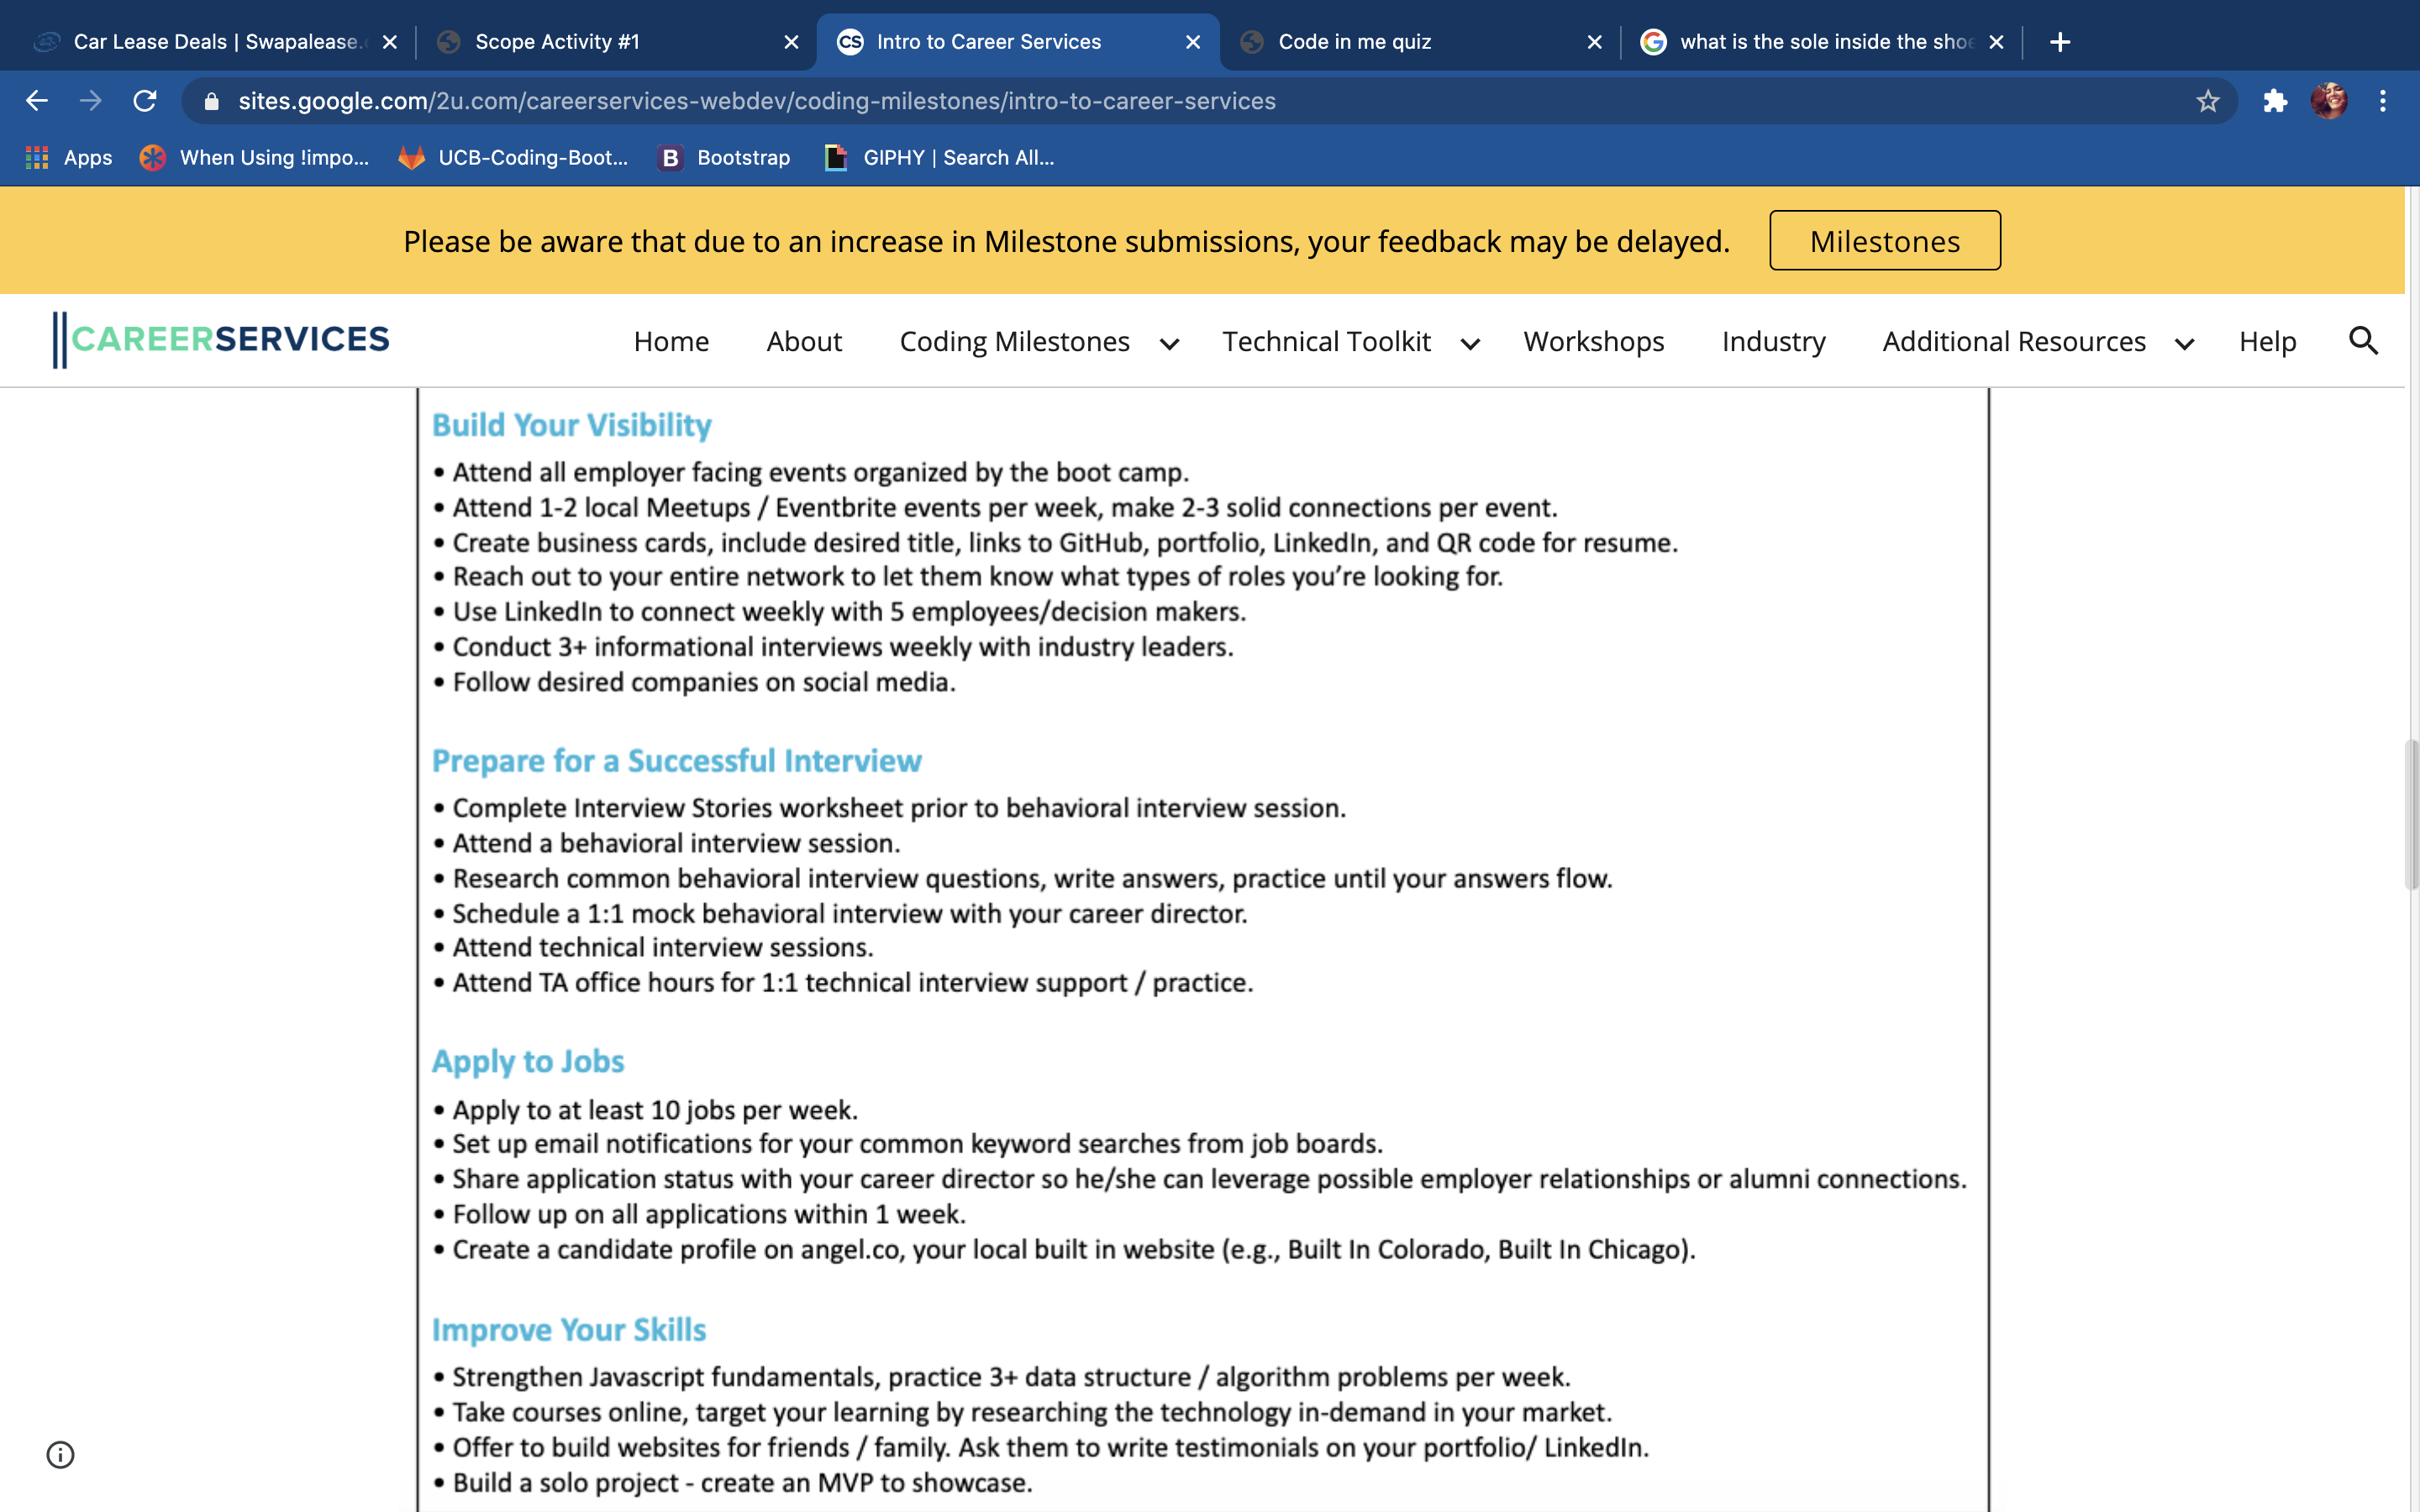 Car Lease Deals | Swapalease.
Scope Activity #1
CS Intro to Career Services
Code in me quiz
what is the sole inside the shoe
sites.google.com/2u.com/careerservices-webdev/coding-milestones/intro-to-career-services
Apps
When Using !impo...
UCB-Coding-Boot...
B Bootstrap
GIPHY | Search All...
Please be aware that due to an increase in Milestone submissions, your feedback may be delayed.
Milestones
CAREERSERVICES
Home
About
Coding Milestones
Technical Toolkit
Workshops
Industry
Additional Resources
Help
Build Your Visibility
• Attend all employer facing events organized by the boot camp.
• Attend 1-2 local Meetups / Eventbrite events per week, make 2-3 solid connections per event.
• Create business cards, include desired title, links to GitHub, portfolio, LinkedIn, and QR code for resume.
• Reach out to your entire network to let them know what types of roles you’re looking for.
• Use LinkedIn to connect weekly with 5 employees/decision makers.
• Conduct 3+ informational interviews weekly with industry leaders.
• Follow desired companies on social media.
Prepare for a Successful Interview
• Complete Interview Stories worksheet prior to behavioral interview session.
• Attend a behavioral interview session.
• Research common behavioral interview questions, write answers, practice until your answers flow.
• Schedule a 1:1 mock behavioral interview with your career director.
• Attend technical interview sessions.
• Attend TA office hours for 1:1 technical interview support / practice.
Apply to Jobs
• Apply to at least 10 jobs per week.
• Set up email notifications for your common keyword searches from job boards.
• Share application status with your career director so he/she can leverage possible employer relationships or alumni connections.
• Follow up on all applications within 1 week.
• Create a candidate profile on angel.co, your local built in website (e.g., Built In Colorado, Built In Chicago).
Improve Your Skills
• Strengthen Javascript fundamentals, practice 3+ data structure / algorithm problems per week.
• Take courses online, target your learning by researching the technology in-demand in your market.
• Offer to build websites for friends / family. Ask them to write testimonials on your portfolio/ LinkedIn.
• Build a solo project - create an MVP to showcase.